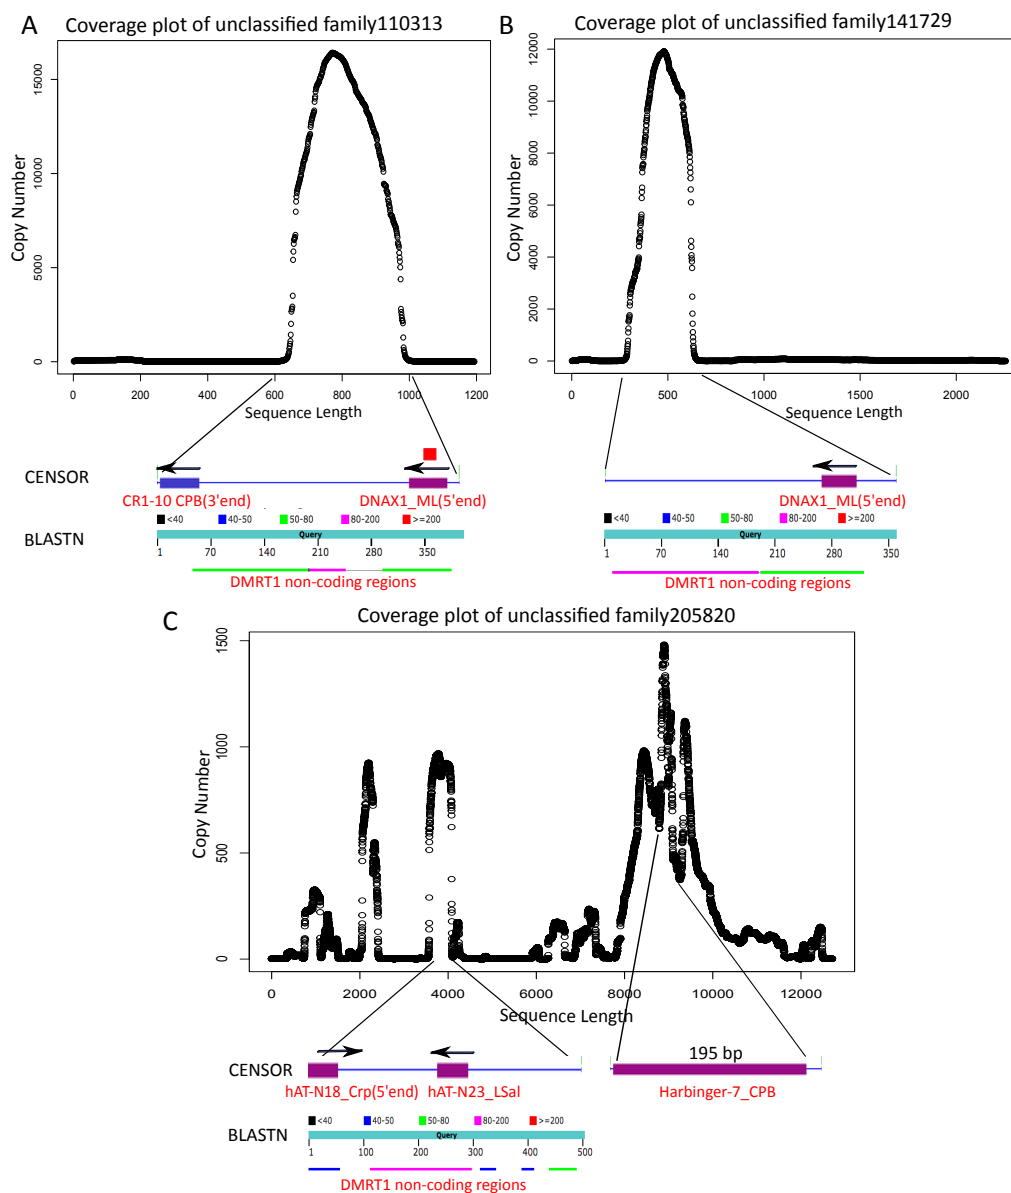 A Coverage plot of unclassified family110313
Copy Number
15000
10000
5000
0
0 200 400 600 800 1000 1200
Sequence Length
CENSOR
CR1-10 CPB(3'end) DNAX1_ML(5'end)
<40 40-50 50-80 80-200 >=200
BLASTN
Query
1 70 140 210 280 350
DMRT1 non-coding regions
B Coverage plot of unclassified family141729
Copy Number
12000
10000
8000
6000
4000
2000
0
0 500 1000 1500 2000
Sequence Length
DNAX1_ML(5'end)
<40 40-50 50-80 80-200 >=200
Query
1 70 140 210 280 350
DMRT1 non-coding regions
C Coverage plot of unclassified family205820
Copy Number
1500
1000
500
0
0 2000 4000 6000 8000 10000 12000
Sequence Length
CENSOR
195 bp
hAT-N18_Crp(5'end) hAT-N23_LSal
Harbinger-7_CPB
<40 40-50 50-80 80-200 >=200
BLASTN
Query
1 100 200 300 400 500
DMRT1 non-coding regions